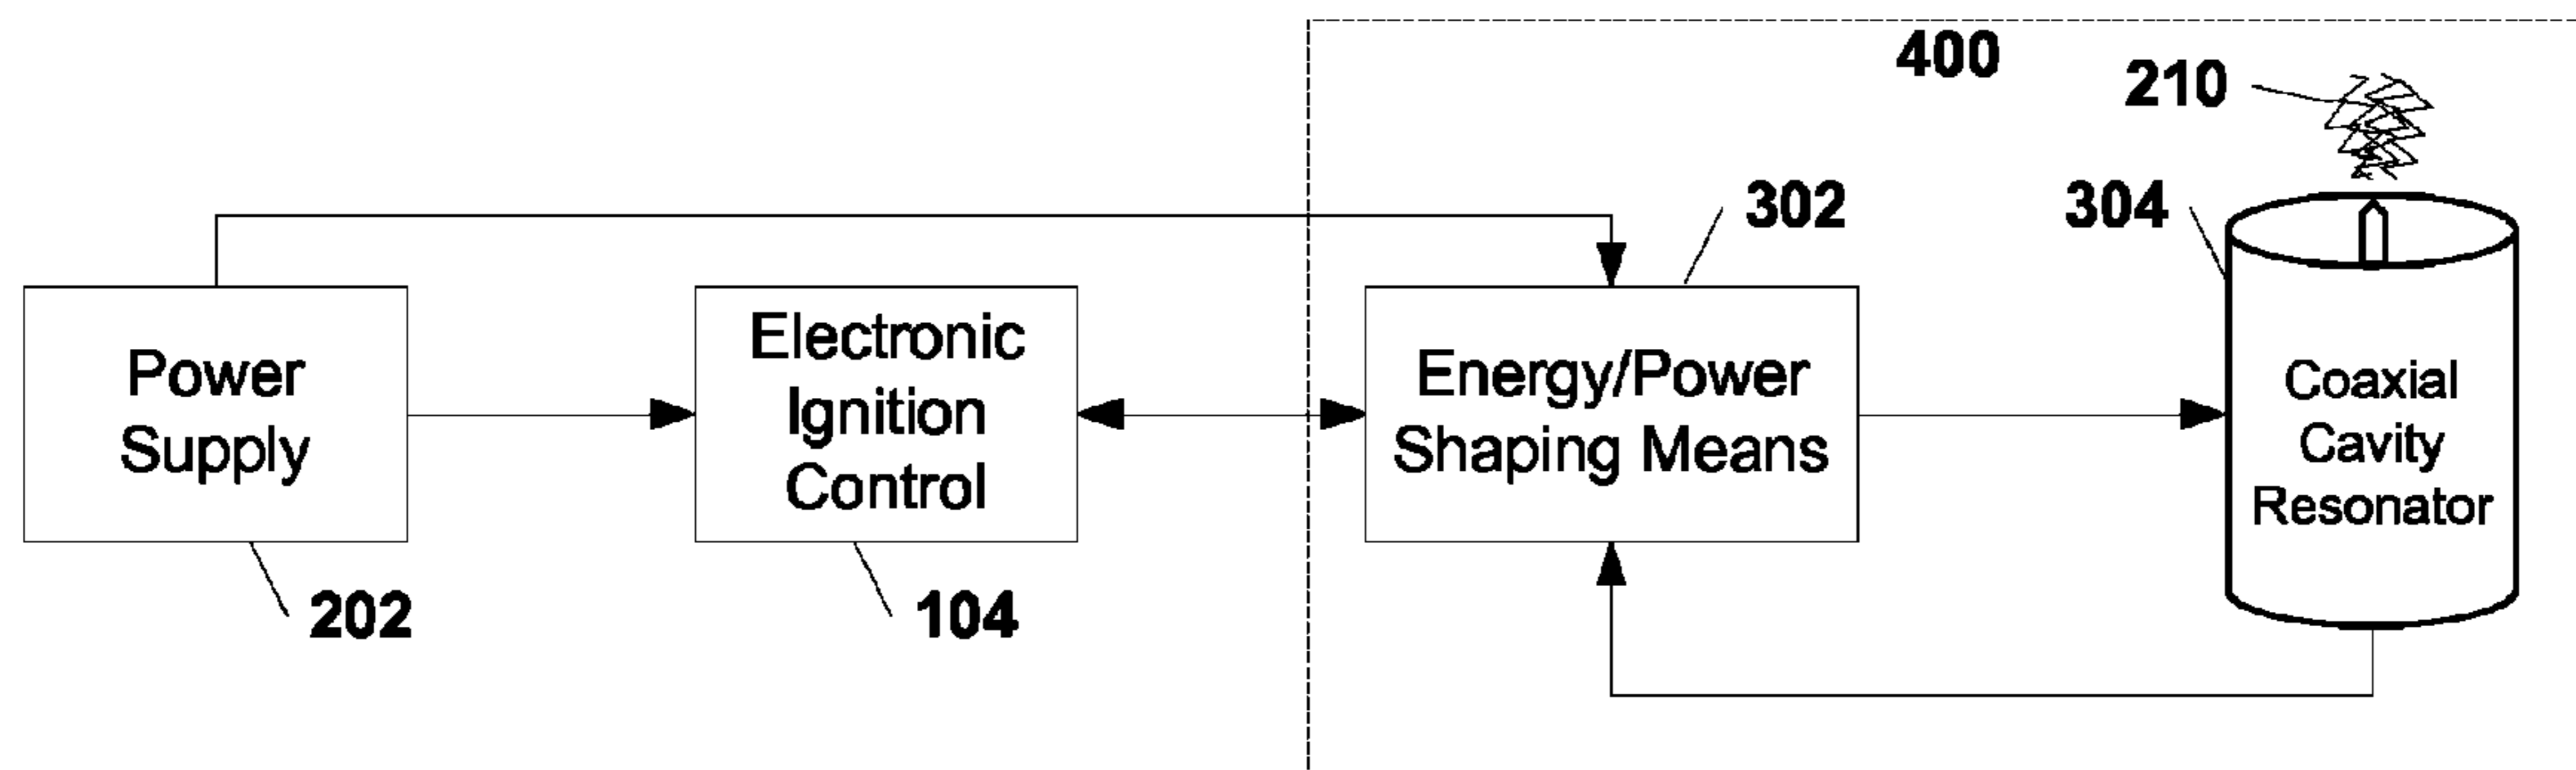 400
210
302
304
Power
Supply
Electronic
Ignition
Control
Energy/Power
Shaping Means
Coaxial
Cavity
Resonator
202
104